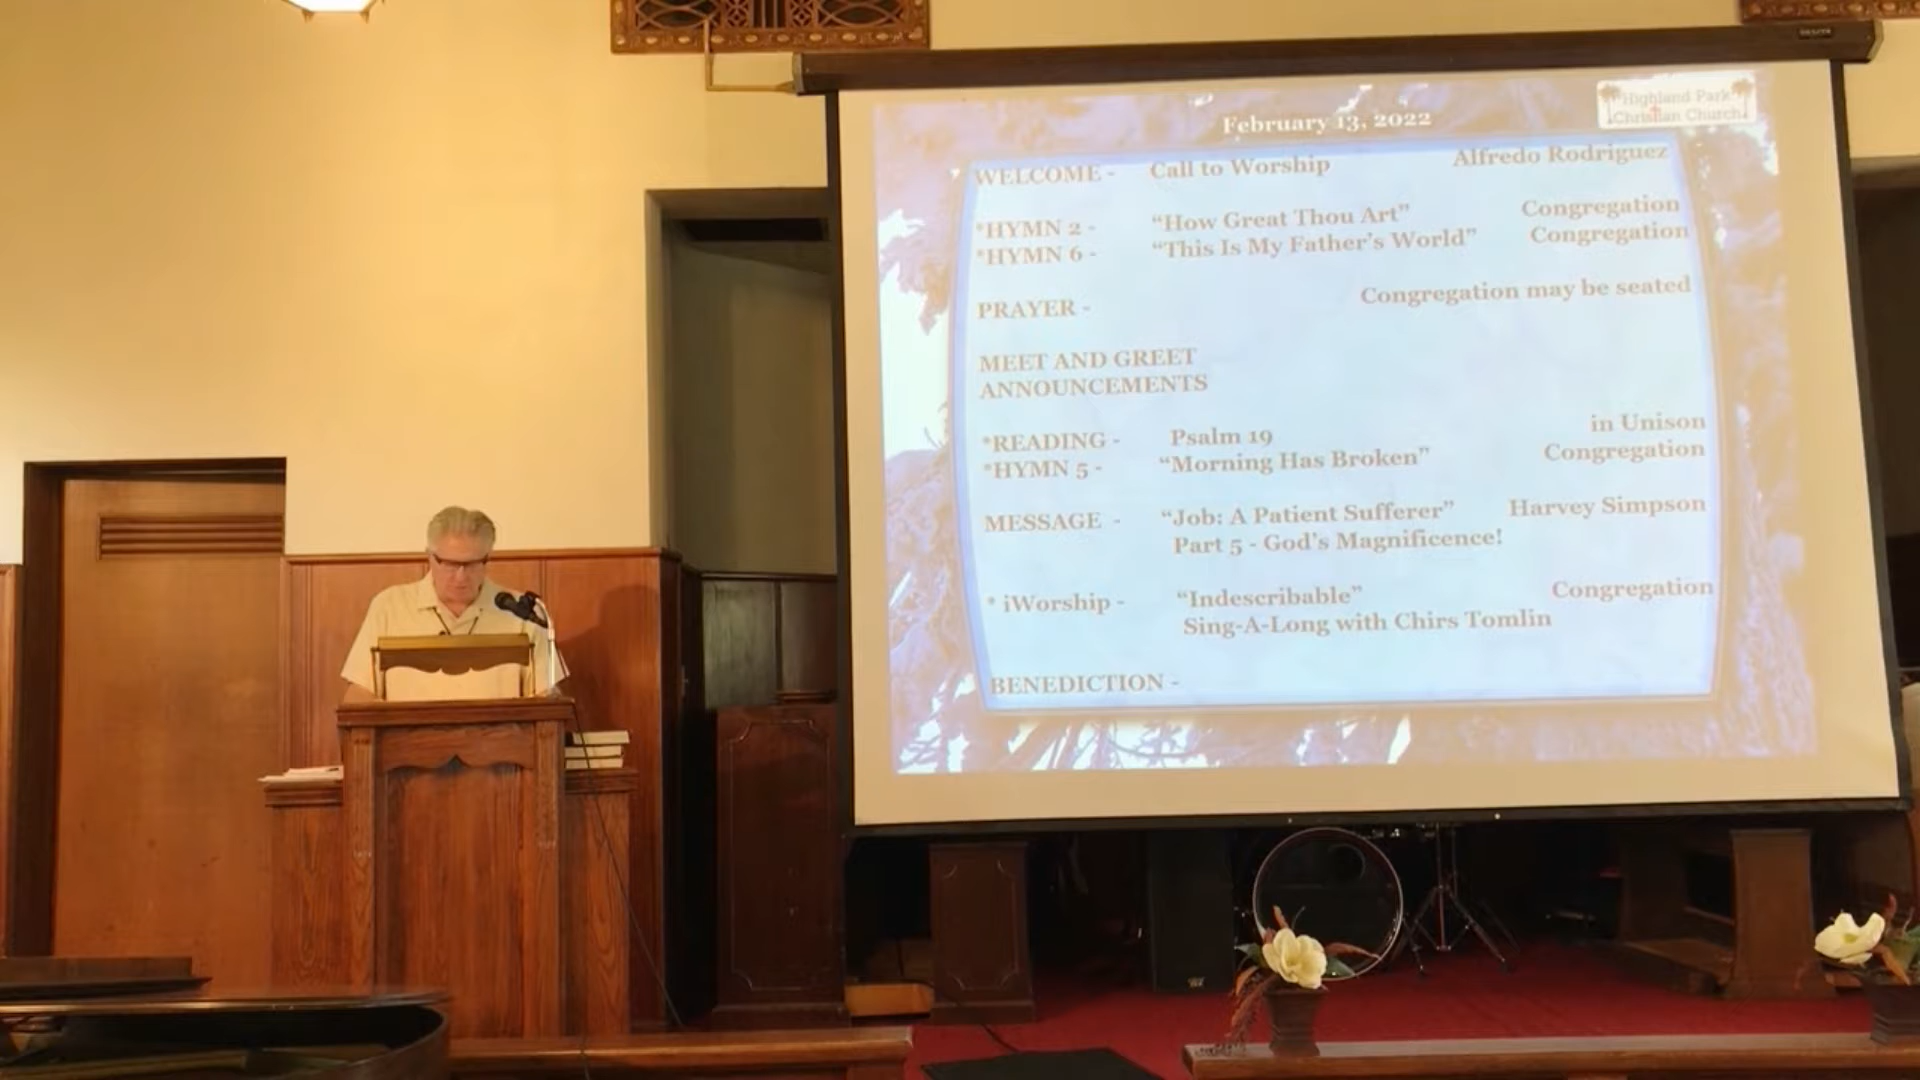 Highland Park
Christian Church
February 13, 2022
WELCOME - Call to Worship Alfredo Rodriguez
*HYMN 2 - “How Great Thou Art” Congregation
*HYMN 6 - “This Is My Father’s World” Congregation
PRAYER - Congregation may be seated
MEET AND GREET
ANNOUNCEMENTS
*READING - Psalm 19 in Unison
*HYMN 5 - “Morning Has Broken” Congregation
MESSAGE - “Job: A Patient Sufferer” Harvey Simpson
Part 5 - God’s Magnificence!
* iWorship - “Indescribable” Congregation
Sing-A-Long with Chirs Tomlin
BENEDICTION -